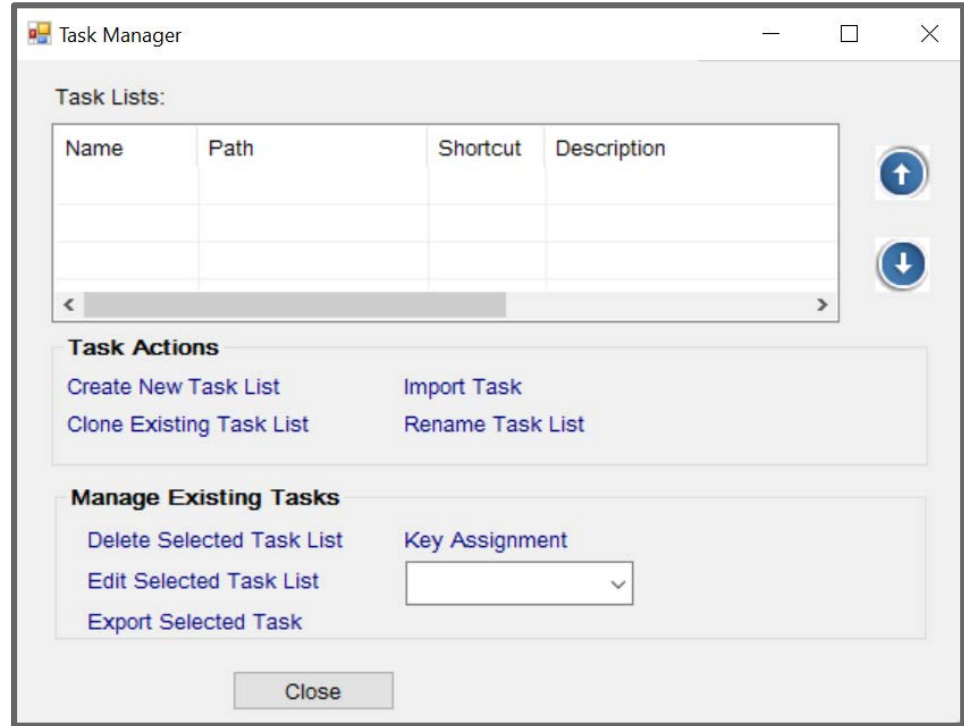 Task Manager
Task Lists:
Name Path Shortcut Description
Task Actions
Create New Task List Import Task
Clone Existing Task List Rename Task List
Manage Existing Tasks
Delete Selected Task List Key Assignment
Edit Selected Task List
Export Selected Task
Close